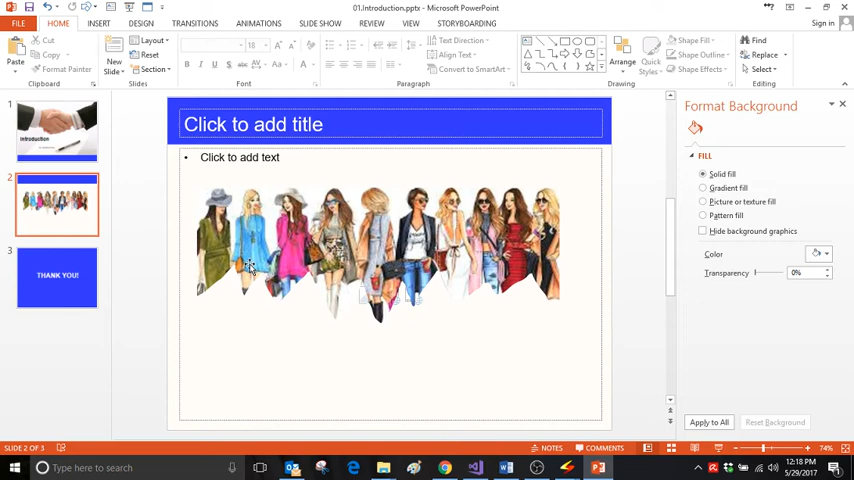 01.Introduction.pptx - Microsoft PowerPoint
Sign in
FILE
HOME
INSERT
DESIGN
TRANSITIONS
ANIMATIONS
SLIDE SHOW
REVIEW
VIEW
STORYBOARDING
Paste
Cut
Copy
Format Painter
Clipboard
New
Slide
Layout
Reset
Section
Slides
18
Font
Paragraph
Text Direction
Align Text
Convert to SmartArt
Arrange
Quick
Styles
Shape Fill
Shape Outline
Shape Effects
Drawing
Find
Replace
Select
Editing
1
Introduction
2
3
THANK YOU!
Click to add title
• Click to add text
Format Background
FILL
Solid fill
Gradient fill
Picture or texture fill
Pattern fill
Hide background graphics
Color
Transparency
0%
Apply to All
Reset Background
SLIDE 2 OF 3
NOTES
COMMENTS
74%
Type here to search
12:18 PM
5/29/2017